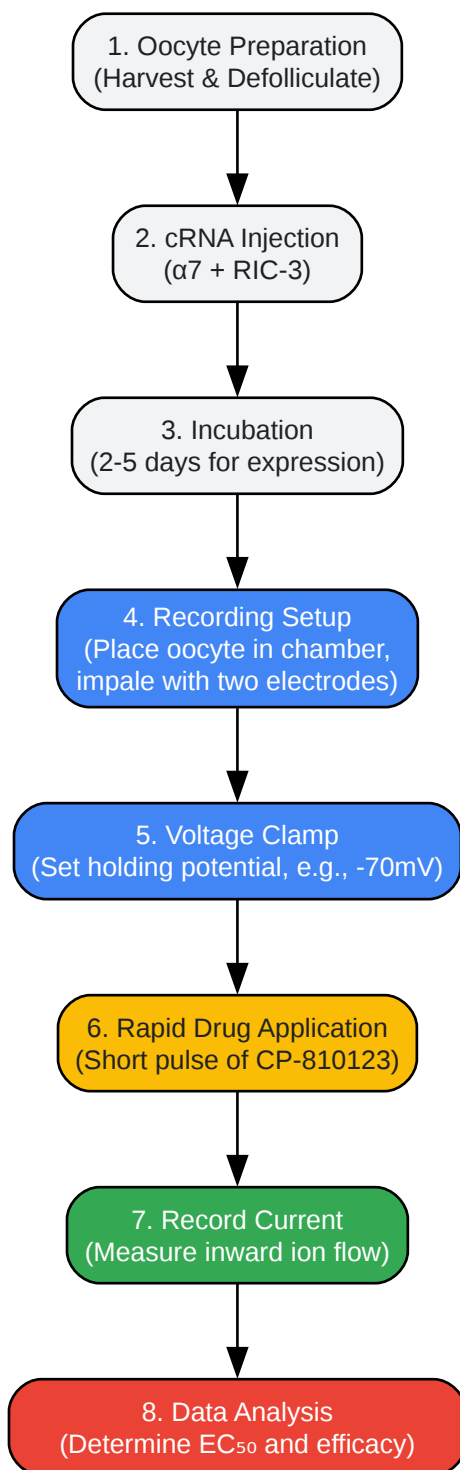 1. Oocyte Preparation
(Harvest & Defolliculate)
2. cRNA Injection
(α7 + RIC-3)
3. Incubation
(2-5 days for expression)
4. Recording Setup
(Place oocyte in chamber,
impale with two electrodes)
5. Voltage Clamp
(Set holding potential, e.g., -70mV)
6. Rapid Drug Application
(Short pulse of CP-810123)
7. Record Current
(Measure inward ion flow)
8. Data Analysis
(Determine EC₅₀ and efficacy)